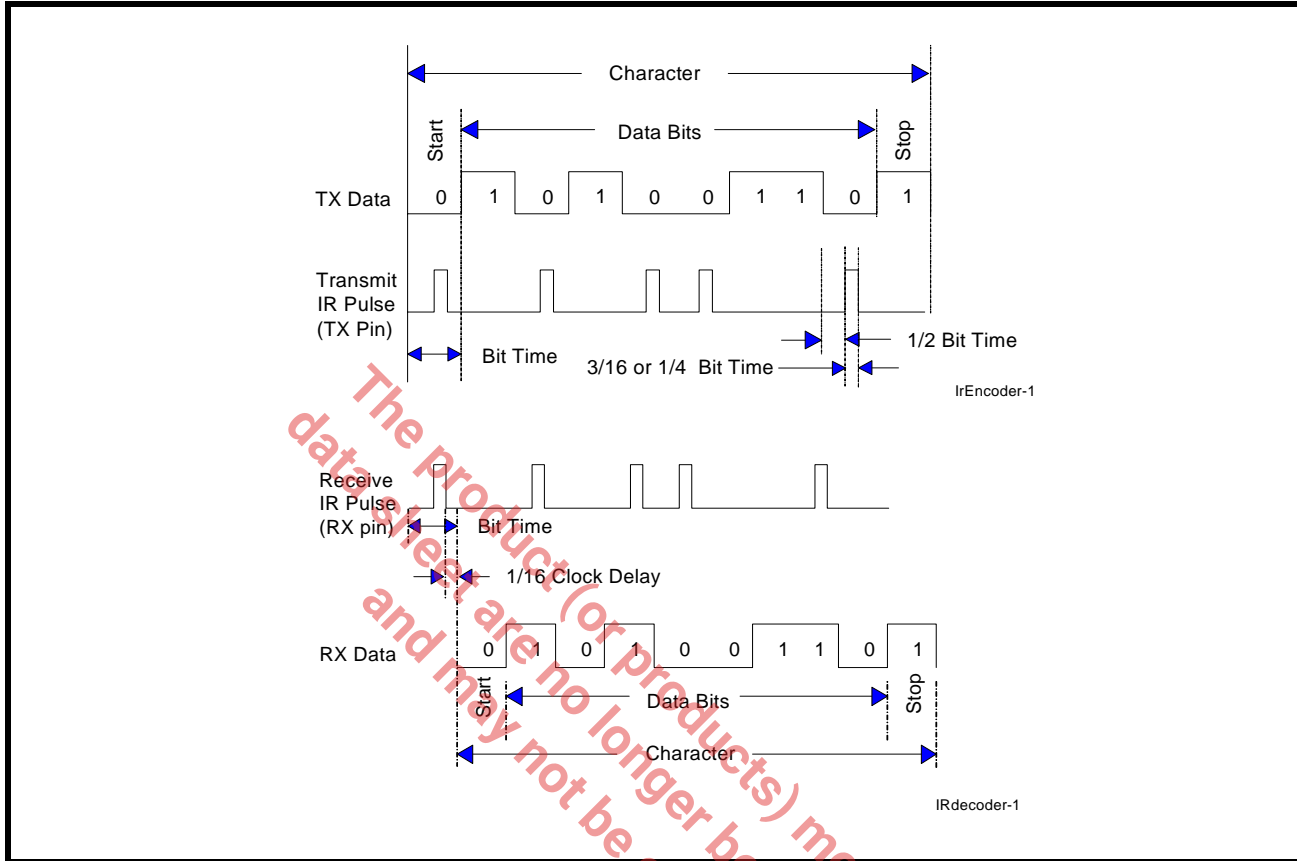 Character
Start
Data Bits
Stop
TX Data
0 1 0 1 0 0 1 1 0 1
Transmit
IR Pulse
(TX Pin)
Bit Time
1/2 Bit Time
3/16 or 1/4 Bit Time
IrEncoder-1
Receive
IR Pulse
(RX pin)
Bit Time
1/16 Clock Delay
RX Data
0 1 0 1 0 0 1 1 0 1
Start
Data Bits
Stop
Character
IRdecoder-1
The product (or products) me
data sheet are no longer be
and may not be